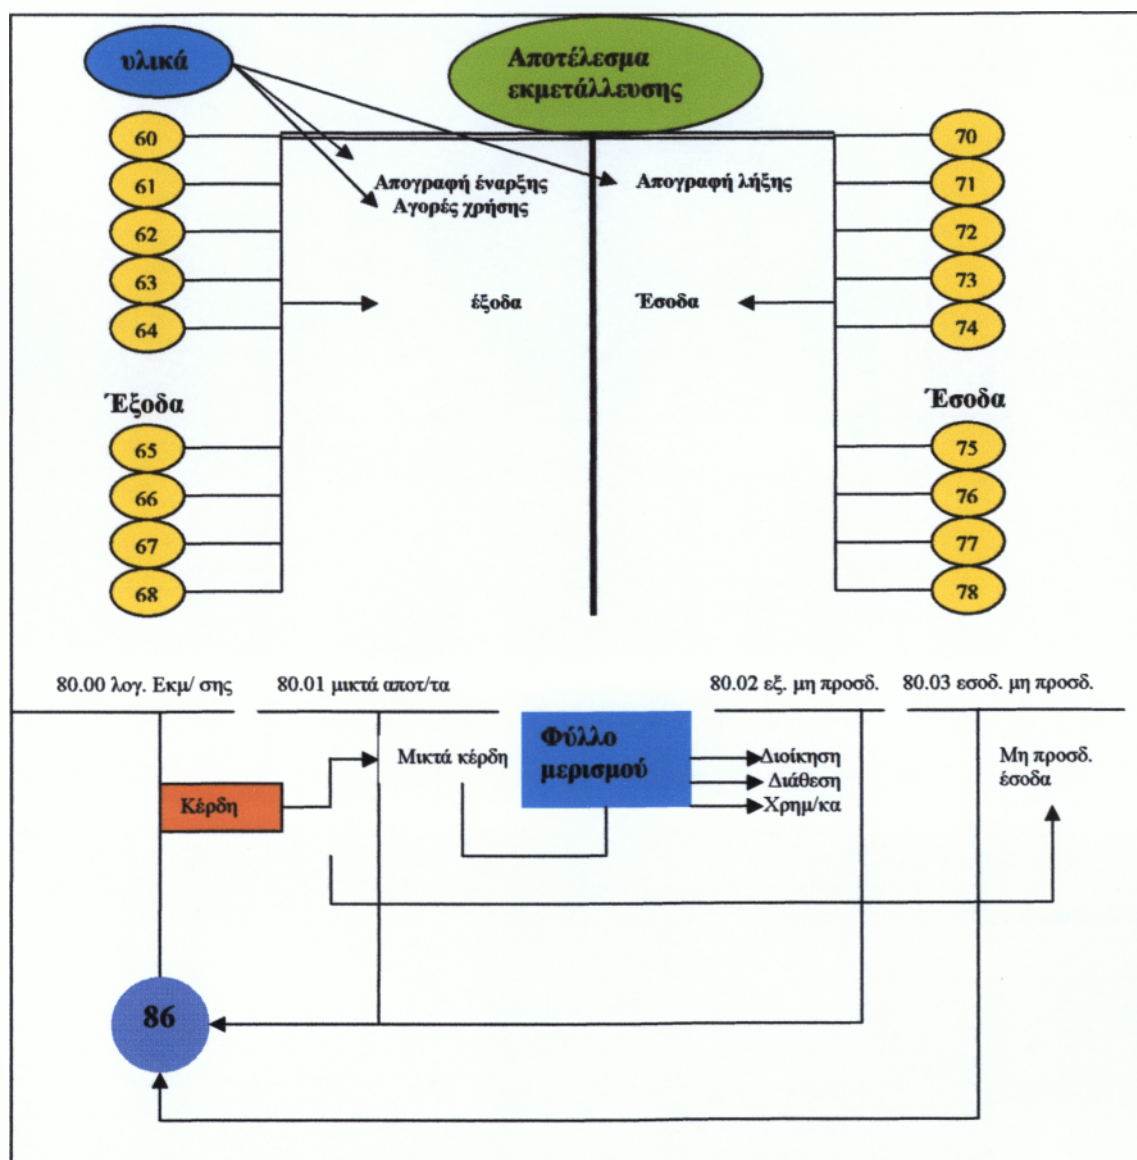 υλικά
Αποτέλεσμα
εκμετάλλευσης
60
70
61
Απογραφή έναρξης
Απογραφή λήξης
71
Αγορές χρήσης
62
72
63
73
έξοδα
Έσοδα
64
74
Έξοδα
Έσοδα
65
75
66
76
67
77
68
78
80.00 λογ. Εκμ/ σης
80.01 μικτά αποτ/τα
80.02 εξ. μη προσδ.
80.03 εσοδ. μη προσδ.
Μικτά κέρδη
Φύλλο
μερισμού
Διοίκηση
Διάθεση
Χρημ/κα
Μη προσδ.
έσοδα
Κέρδη
86